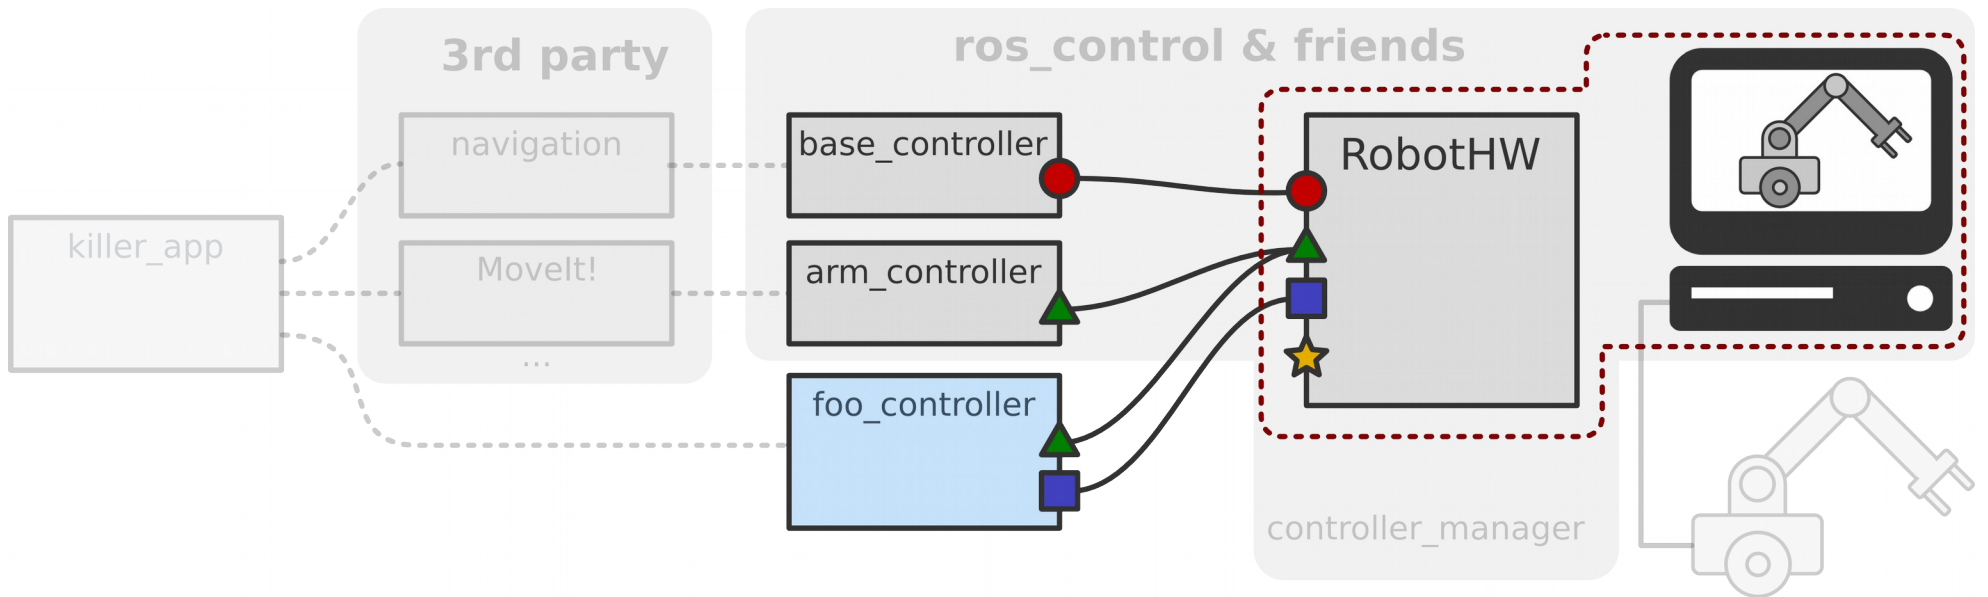 3rd party
ros_control & friends
navigation
base_controller
RobotHW
killer_app
MoveIt!
arm_controller
...
foo_controller
controller_manager